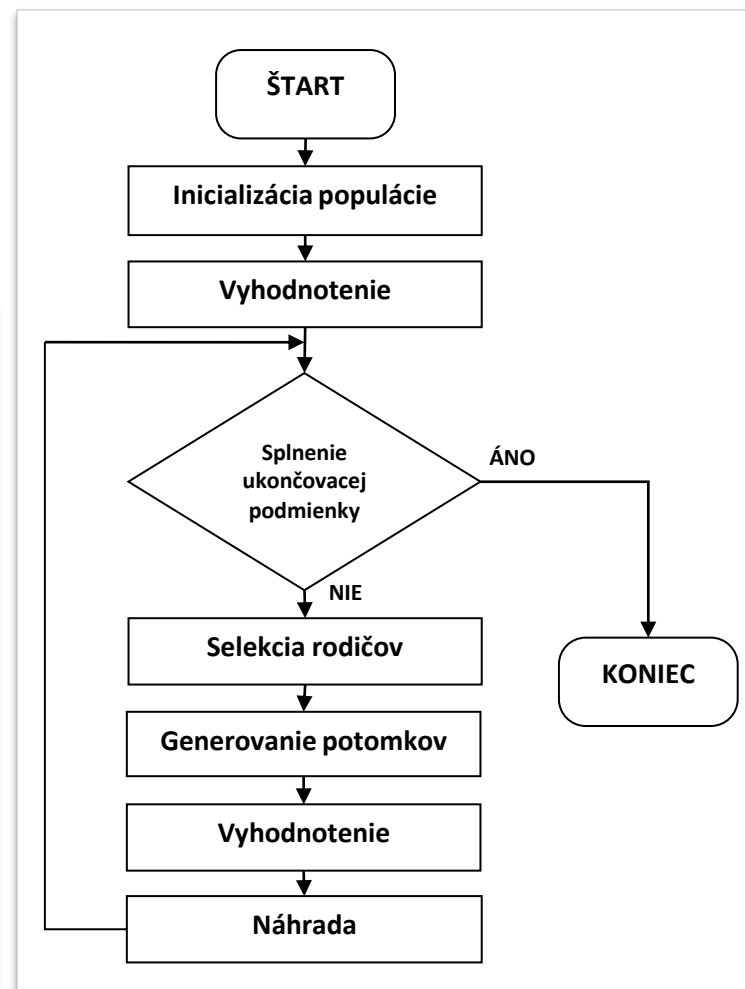 ŠTART
Inicializácia populácie
Vyhodnotenie
Splnenie
ukončovacej
podmienky
ÁNO
NIE
Selekcia rodičov
KONIEC
Generovanie potomkov
Vyhodnotenie
Náhrada